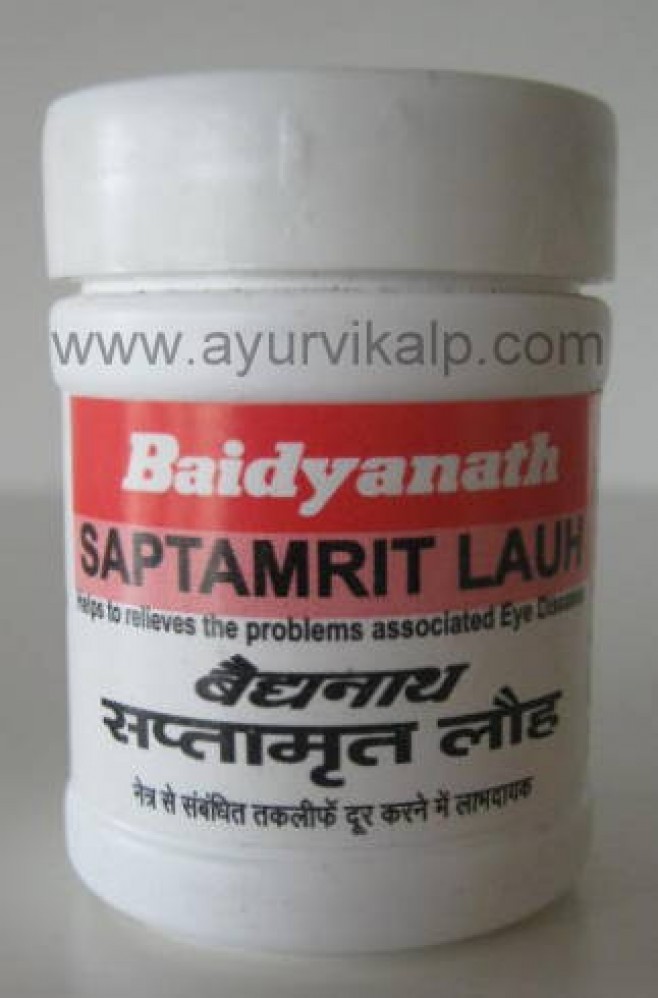 www.ayurvikalp.com
Baidyanath
SAPTAMRIT LAUH
helps to relieves the problems associated Eye Diseases
बैद्यनाथ
सप्तामृत लौह
नेत्र से संबंधित तकलीफें दूर करने में लाभदायक